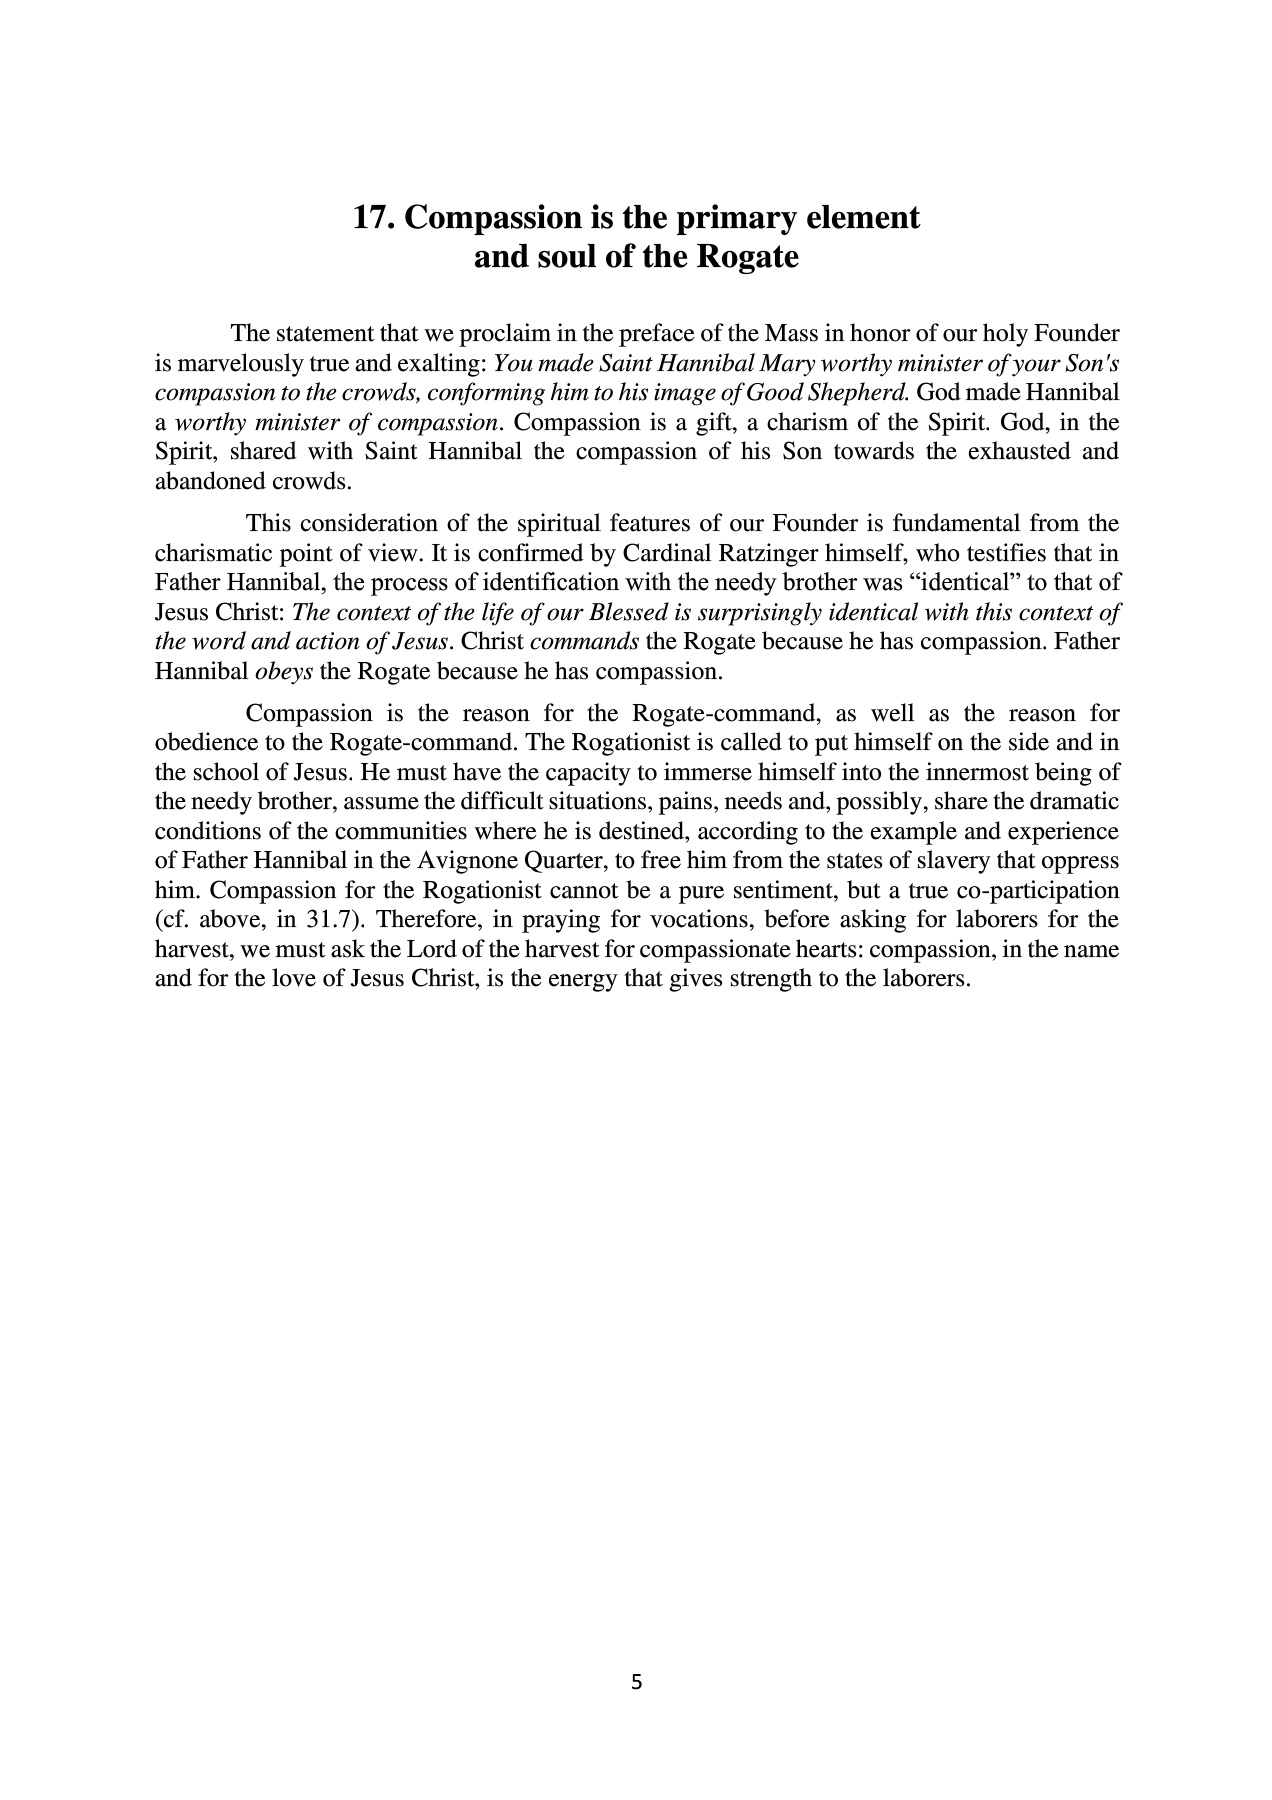 17. Compassion is the primary element
and soul of the Rogate
The statement that we proclaim in the preface of the Mass in honor of our holy Founder
is marvelously true and exalting: You made Saint Hannibal Mary worthy minister of your Son's
compassion to the crowds, conforming him to his image of Good Shepherd. God made Hannibal
a worthy minister of compassion. Compassion is a gift, a charism of the Spirit. God, in the
Spirit, shared with Saint Hannibal the compassion of his Son towards the exhausted and
abandoned crowds.
This consideration of the spiritual features of our Founder is fundamental from the
charismatic point of view. It is confirmed by Cardinal Ratzinger himself, who testifies that in
Father Hannibal, the process of identification with the needy brother was “identical” to that of
Jesus Christ: The context of the life of our Blessed is surprisingly identical with this context of
the word and action of Jesus. Christ commands the Rogate because he has compassion. Father
Hannibal obeys the Rogate because he has compassion.
Compassion is the reason for the Rogate-command, as well as the reason for
obedience to the Rogate-command. The Rogationist is called to put himself on the side and in
the school of Jesus. He must have the capacity to immerse himself into the innermost being of
the needy brother, assume the difficult situations, pains, needs and, possibly, share the dramatic
conditions of the communities where he is destined, according to the example and experience
of Father Hannibal in the Avignone Quarter, to free him from the states of slavery that oppress
him. Compassion for the Rogationist cannot be a pure sentiment, but a true co-participation
(cf. above, in 31.7). Therefore, in praying for vocations, before asking for laborers for the
harvest, we must ask the Lord of the harvest for compassionate hearts: compassion, in the name
and for the love of Jesus Christ, is the energy that gives strength to the laborers.
5